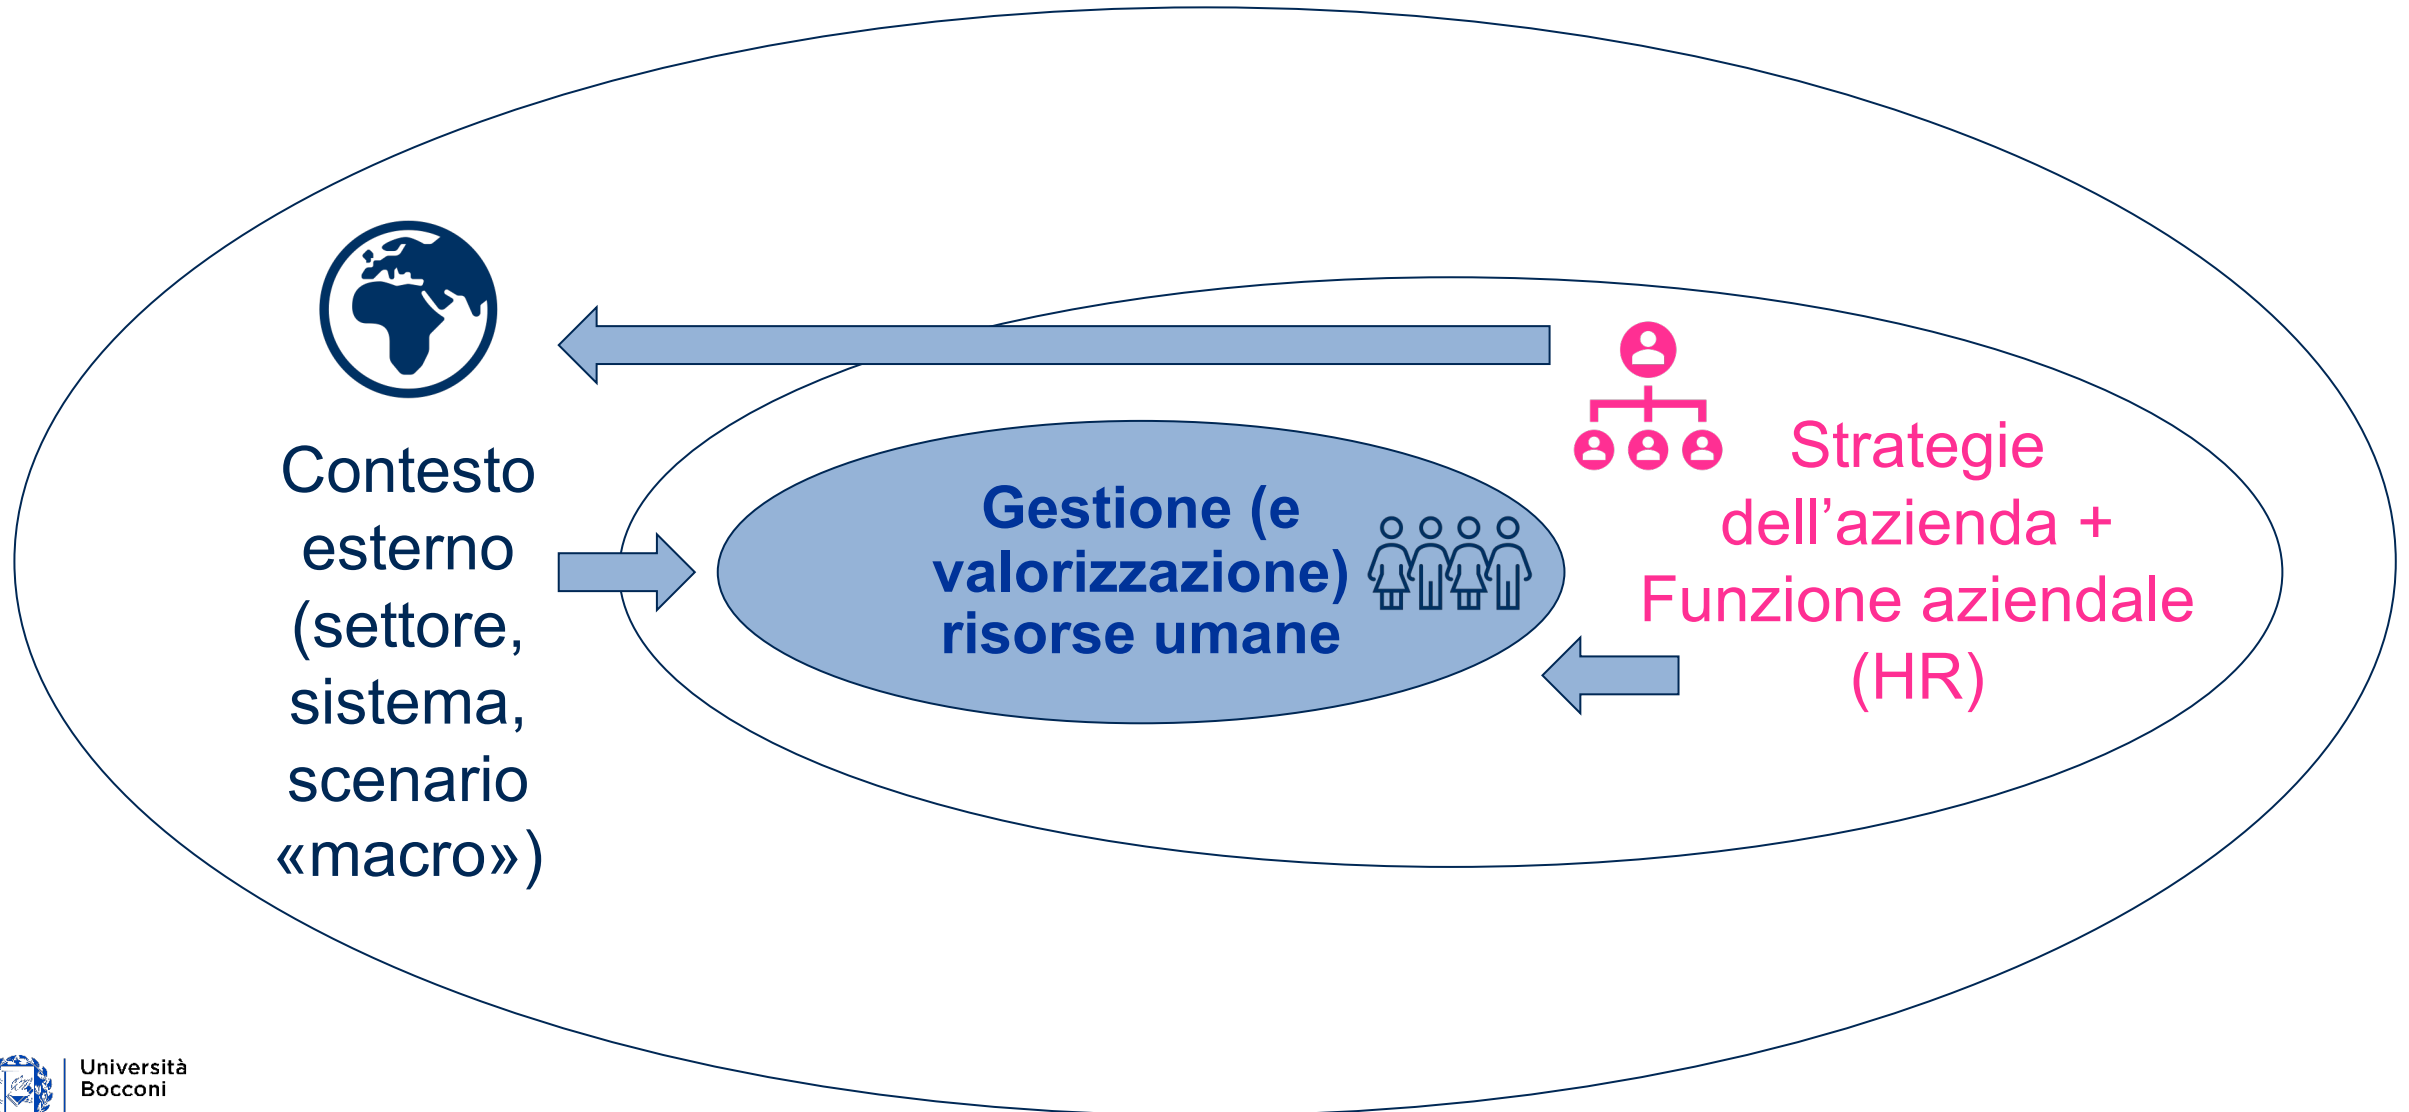 Contesto
esterno
(settore,
sistema,
scenario
«macro»)
Gestione (e
valorizzazione)
risorse umane
Strategie
dell’azienda +
Funzione aziendale
(HR)
Università
Bocconi